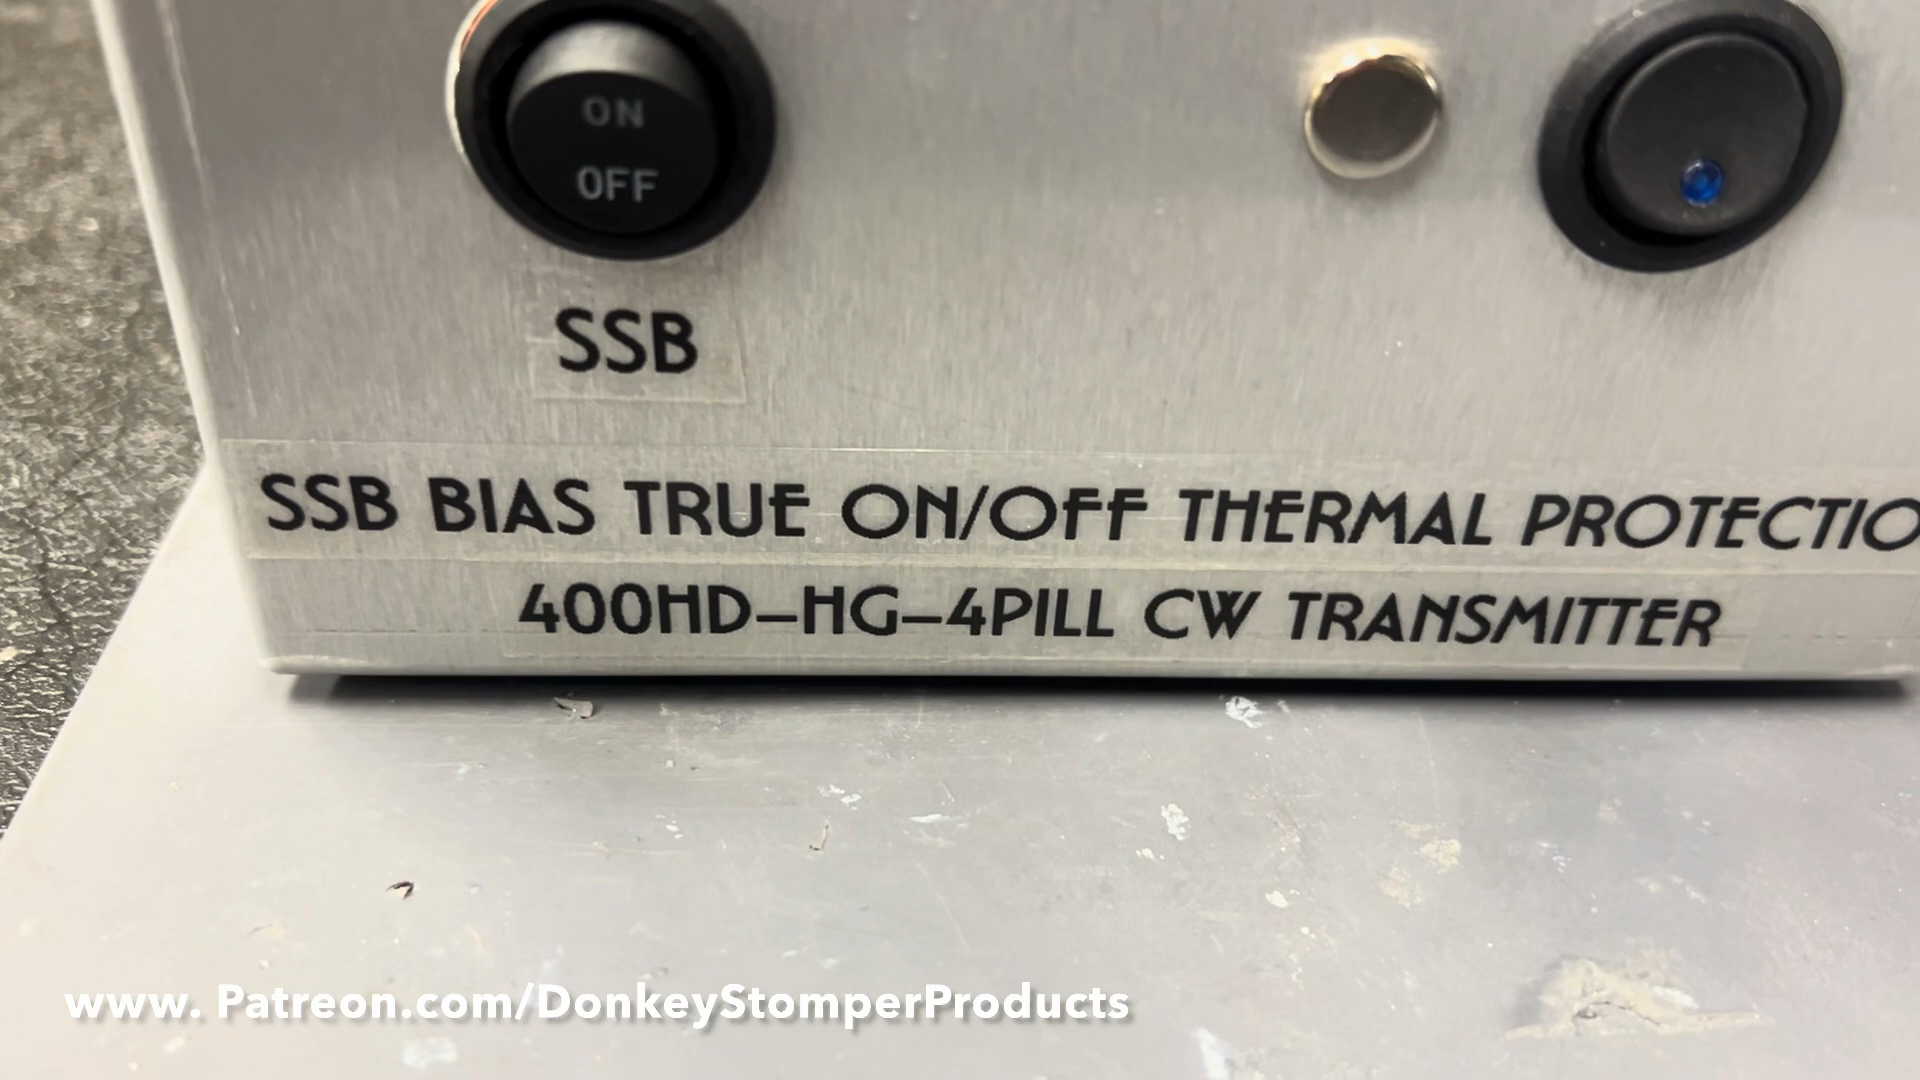 ON
OFF
SSB
SSB BIAS TRUE ON/OFF THERMAL PROTECTIO
400HD-HG-4PILL CW TRANSMITTER
www. Patreon.com/DonkeyStomperProducts